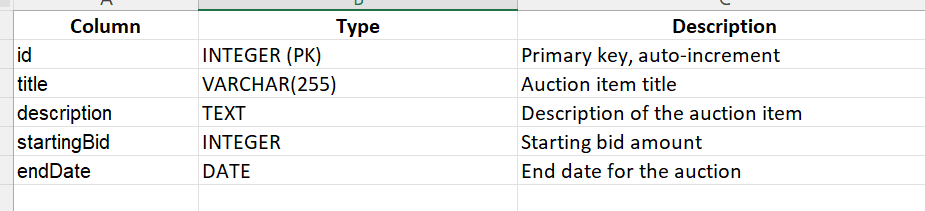 Column Type Description
id INTEGER (PK) Primary key, auto-increment
title VARCHAR(255) Auction item title
description TEXT Description of the auction item
startingBid INTEGER Starting bid amount
endDate DATE End date for the auction